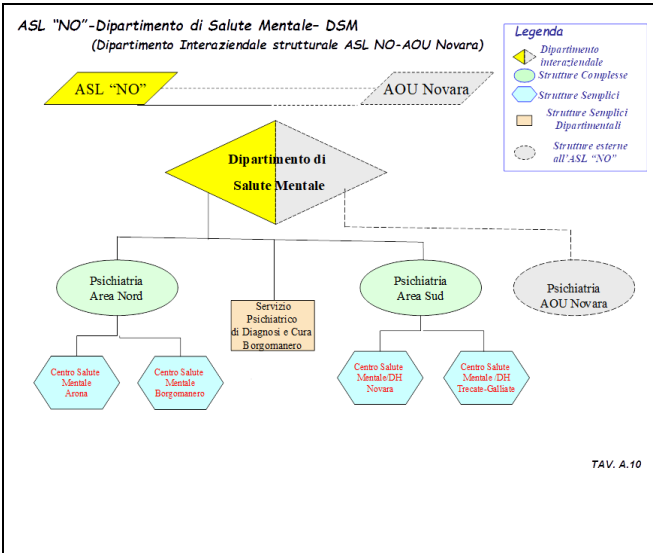 ASL “NO”-Dipartimento di Salute Mentale- DSM
(Dipartimento Interaziendale strutturale ASL NO-AOU Novara)
Legenda
Dipartimento
interaziendale
Strutture Complesse
Strutture Semplici
Strutture Semplici
Dipartimentali
Strutture esterne
all'ASL “NO”
ASL “NO”
AOU Novara
Dipartimento di
Salute Mentale
Psichiatria
Area Nord
Servizio
Psichiatrico
di Diagnosi e Cura
Borgomanero
Psichiatria
Area Sud
Psichiatria
AOU Novara
Centro Salute
Mentale
Arona
Centro Salute
Mentale
Borgomanero
Centro Salute
Mentale/DH
Novara
Centro Salute
Mentale /DH
Trecate-Galliate
TAV. A.10